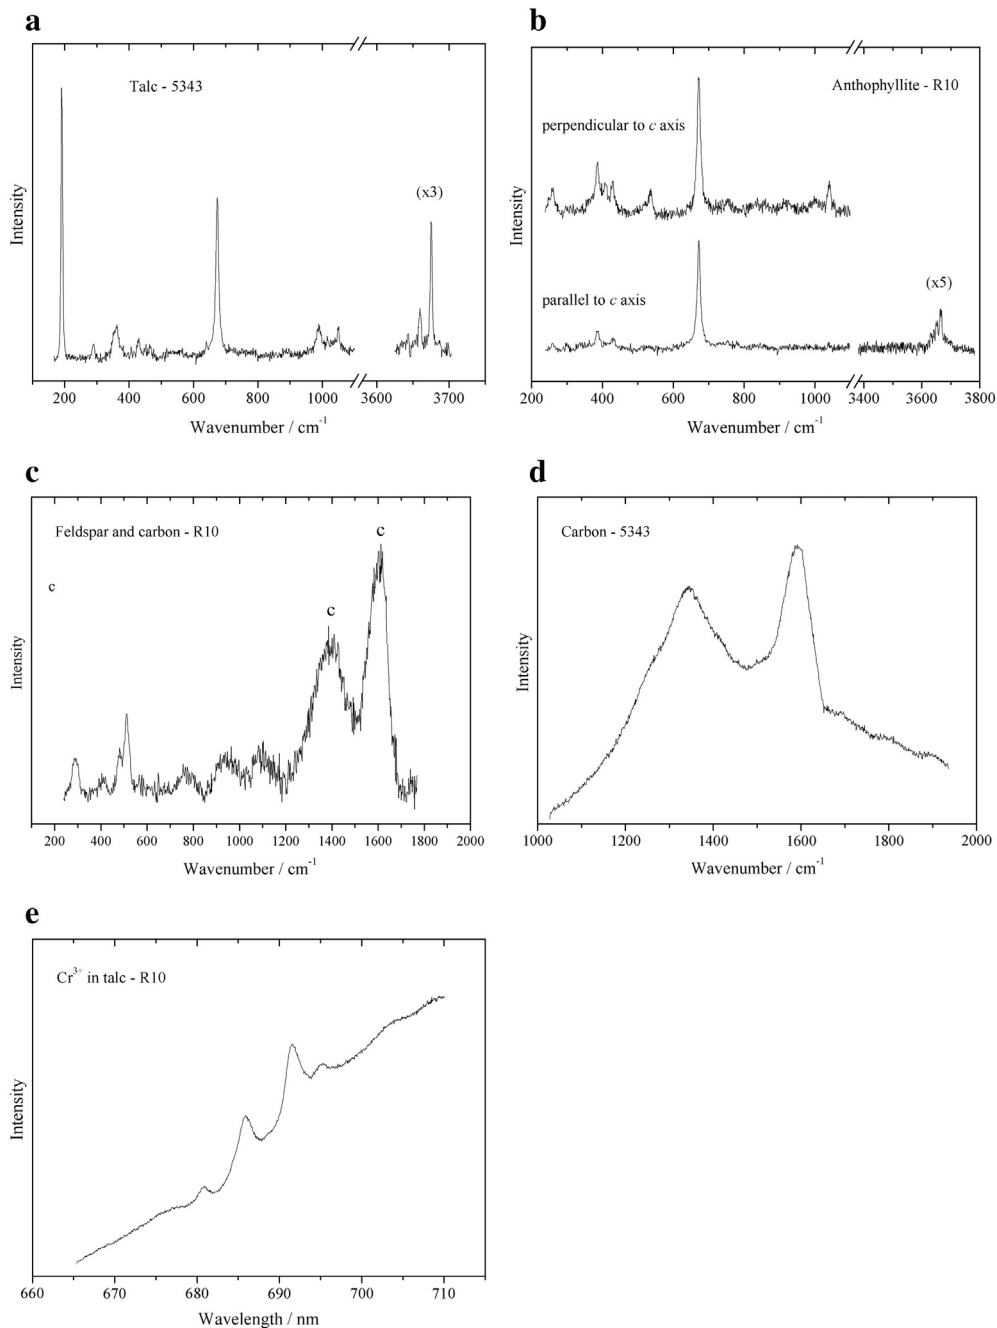 a
Talc - 5343
(x3)
Intensity
200 400 600 800 1000 3600 3700
Wavenumber / cm-1
b
Anthophyllite - R10
perpendicular to c axis
parallel to c axis
(x5)
Intensity
200 400 600 800 1000 3400 3600 3800
Wavenumber / cm-1
c
Feldspar and carbon - R10
c
c
c
Intensity
200 400 600 800 1000 1200 1400 1600 1800 2000
Wavenumber / cm-1
d
Carbon - 5343
Intensity
1000 1200 1400 1600 1800 2000
Wavenumber / cm-1
e
Cr3+ in talc - R10
Intensity
660 670 680 690 700 710
Wavelength / nm